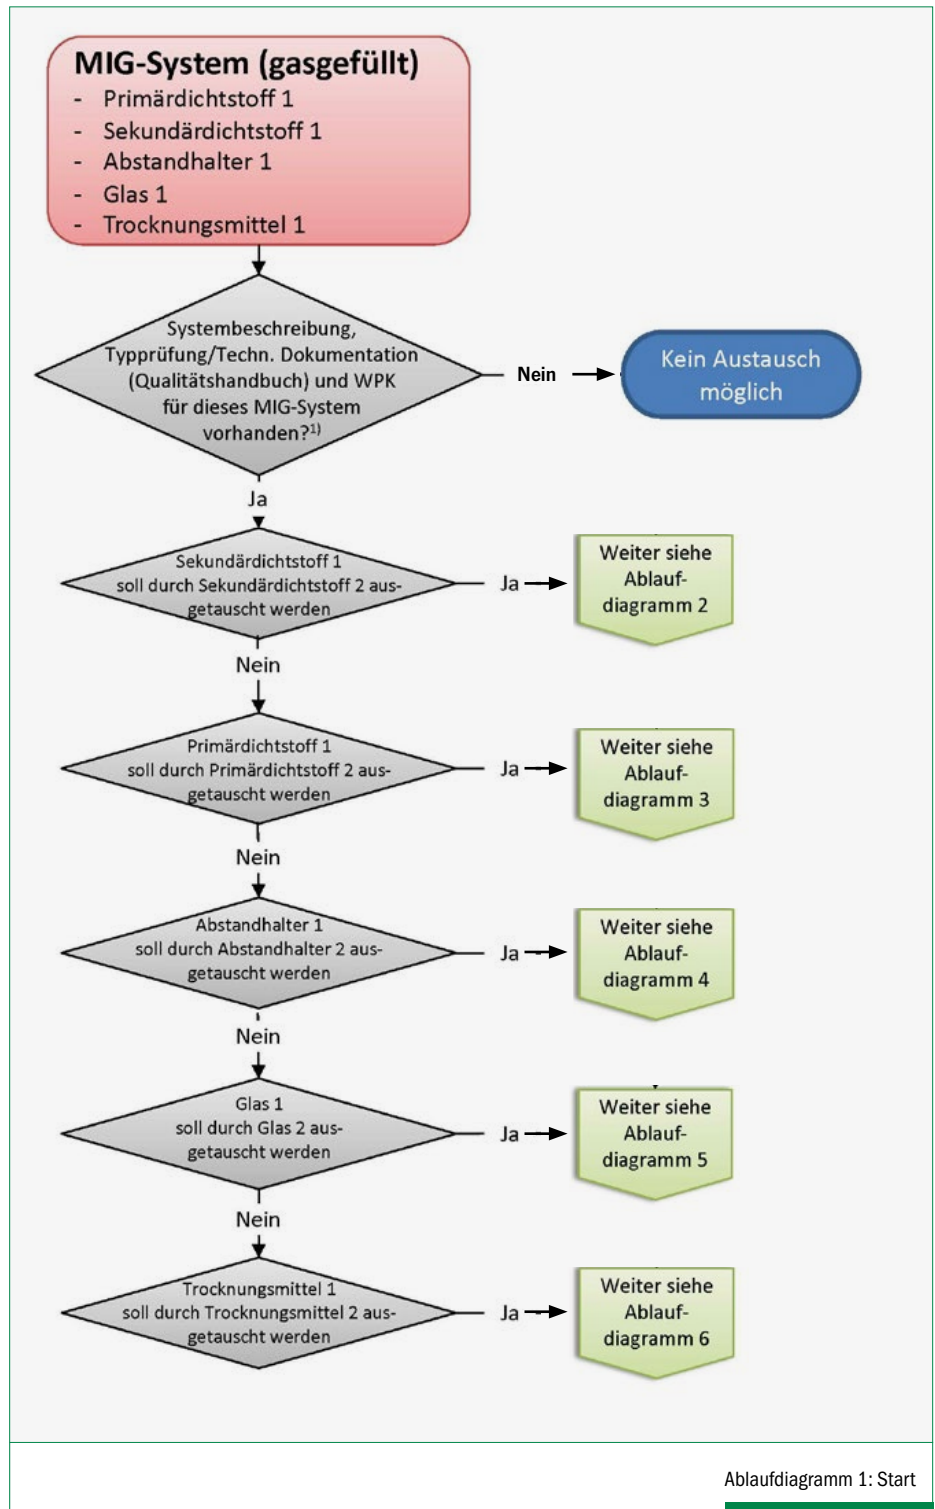 MIG-System (gasgefüllt)
- Primärdichtstoff 1
- Sekundärdichtstoff 1
- Abstandhalter 1
- Glas 1
- Trocknungsmittel 1
Systembeschreibung,
Typprüfung/Techn. Dokumentation
(Qualitätshandbuch) und WPK
für dieses MIG-System
vorhanden?¹⁾
Nein
Kein Austausch
möglich
Ja
Sekundärdichtstoff 1
soll durch Sekundärdichtstoff 2 aus-
getauscht werden
Ja
Weiter siehe
Ablauf-
diagramm 2
Nein
Primärdichtstoff 1
soll durch Primärdichtstoff 2 aus-
getauscht werden
Ja
Weiter siehe
Ablauf-
diagramm 3
Nein
Abstandhalter 1
soll durch Abstandhalter 2 aus-
getauscht werden
Ja
Weiter siehe
Ablauf-
diagramm 4
Nein
Glas 1
soll durch Glas 2 aus-
getauscht werden
Ja
Weiter siehe
Ablauf-
diagramm 5
Nein
Trocknungsmittel 1
soll durch Trocknungsmittel 2 aus-
getauscht werden
Ja
Weiter siehe
Ablauf-
diagramm 6
Ablaufdiagramm 1: Start